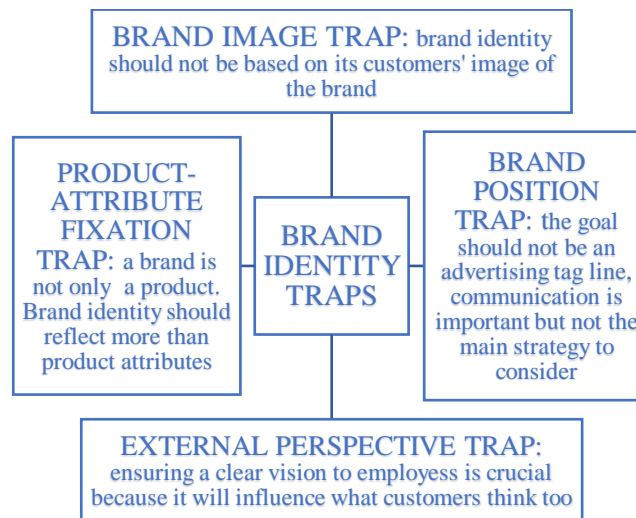 BRAND IMAGE TRAP: brand identity
should not be based on its customers' image of
the brand
PRODUCT-
ATTRIBUTE
FIXATION
TRAP: a brand is
not only a product.
Brand identity should
reflect more than
product attributes
BRAND
IDENTITY
TRAPS
BRAND
POSITION
TRAP: the goal
should not be an
advertising tag line,
communication is
important but not the
main strategy to
consider
EXTERNAL PERSPECTIVE TRAP:
ensuring a clear vision to employess is crucial
because it will influence what customers think too